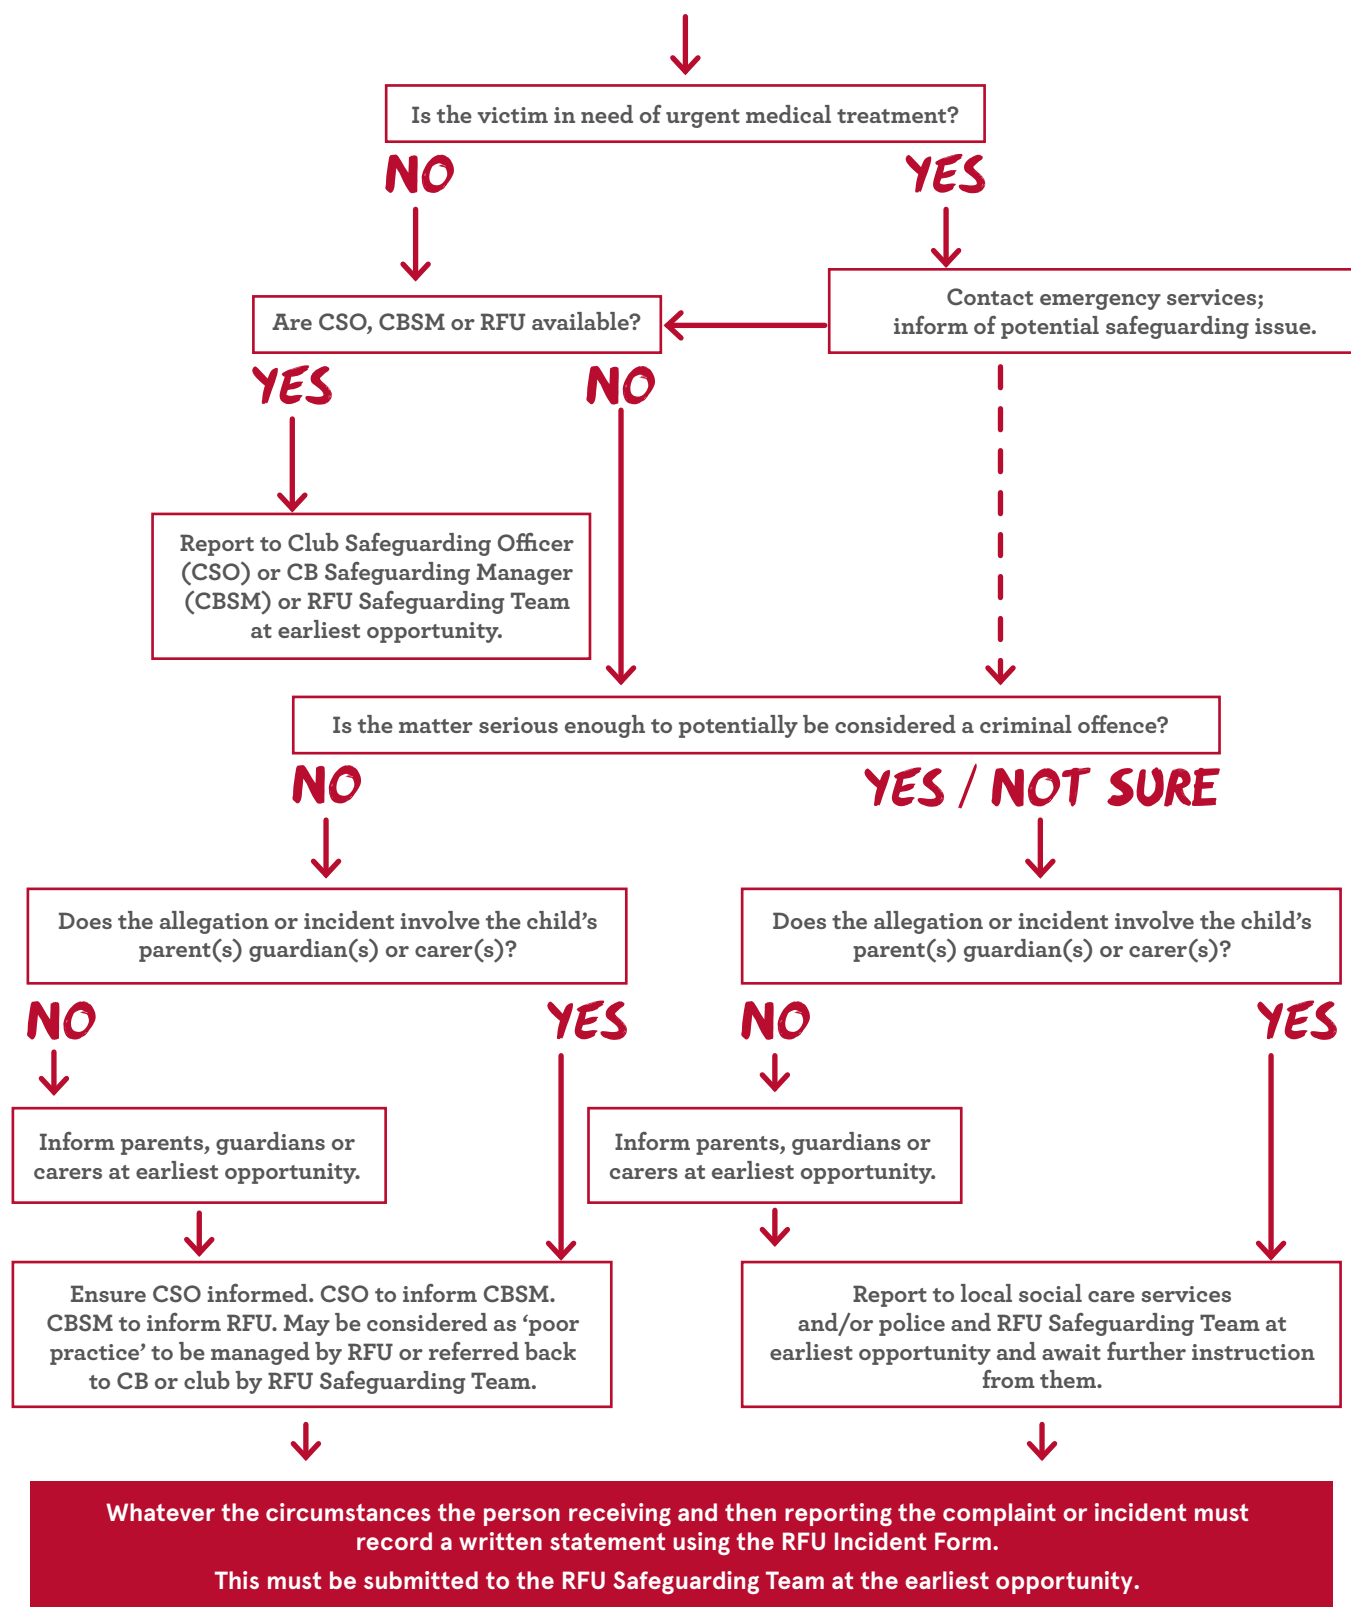 Is the victim in need of urgent medical treatment?
NO
YES
Contact emergency services;
inform of potential safeguarding issue.
Are CSO, CBSM or RFU available?
YES
NO
Report to Club Safeguarding Officer
(CSO) or CB Safeguarding Manager
(CBSM) or RFU Safeguarding Team
at earliest opportunity.
Is the matter serious enough to potentially be considered a criminal offence?
NO
YES / NOT SURE
Does the allegation or incident involve the child’s
parent(s) guardian(s) or carer(s)?
Does the allegation or incident involve the child’s
parent(s) guardian(s) or carer(s)?
NO
YES
NO
YES
Inform parents, guardians or
carers at earliest opportunity.
Inform parents, guardians or
carers at earliest opportunity.
Ensure CSO informed. CSO to inform CBSM.
CBSM to inform RFU. May be considered as ‘poor
practice’ to be managed by RFU or referred back
to CB or club by RFU Safeguarding Team.
Report to local social care services
and/or police and RFU Safeguarding Team at
earliest opportunity and await further instruction
from them.
Whatever the circumstances the person receiving and then reporting the complaint or incident must
record a written statement using the RFU Incident Form.
This must be submitted to the RFU Safeguarding Team at the earliest opportunity.